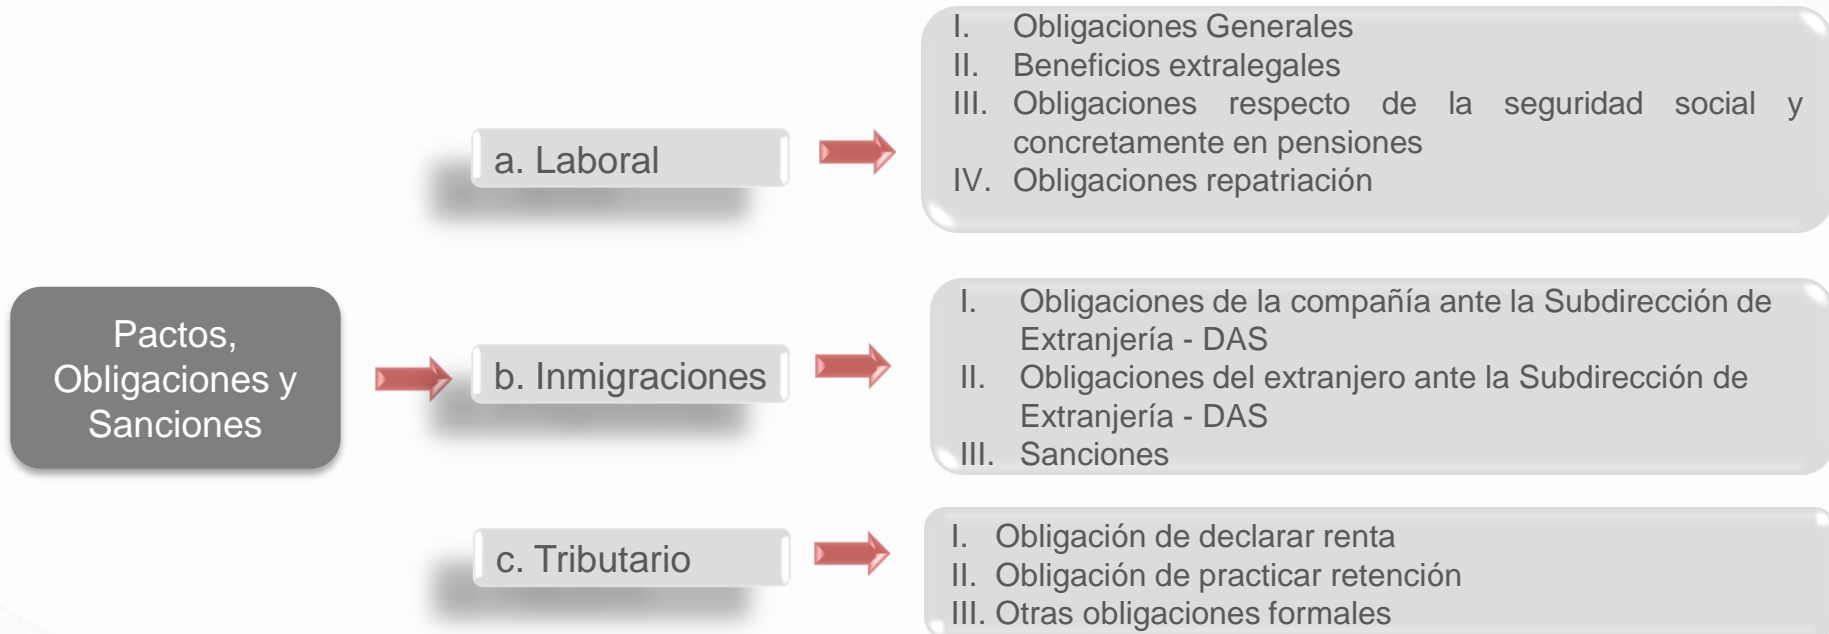 Pactos,
Obligaciones y
Sanciones
a. Laboral
I. Obligaciones Generales
II. Beneficios extralegales
III. Obligaciones respecto de la seguridad social y
concretamente en pensiones
IV. Obligaciones repatriación
b. Inmigraciones
I. Obligaciones de la compañía ante la Subdirección de
Extranjería - DAS
II. Obligaciones del extranjero ante la Subdirección de
Extranjería - DAS
III. Sanciones
c. Tributario
I. Obligación de declarar renta
II. Obligación de practicar retención
III. Otras obligaciones formales